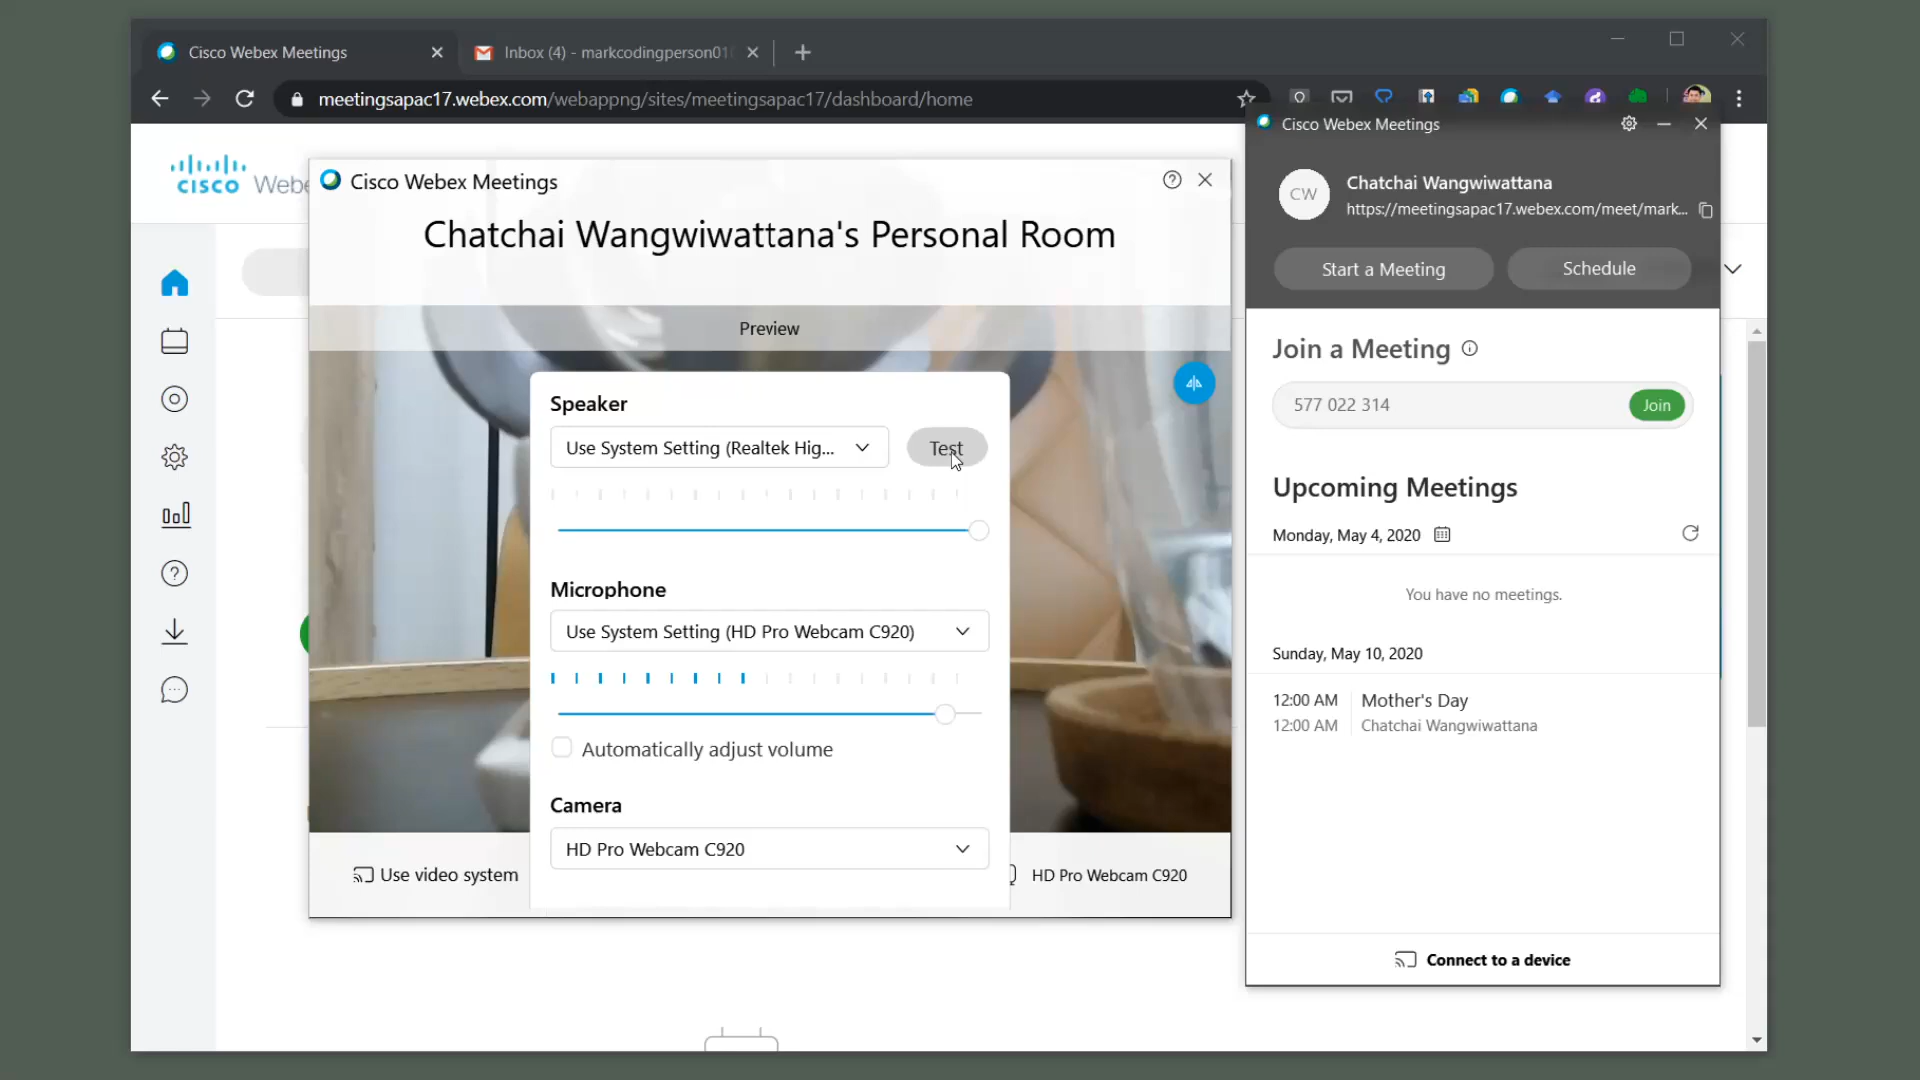 Cisco Webex Meetings
Inbox (4) - markcodingperson01
meetingsapac17.webex.com/webappng/sites/meetingsapac17/dashboard/home
CISCO Webe
Cisco Webex Meetings
Chatchai Wangwiwattana's Personal Room
Preview
Speaker
Use System Setting (Realtek Hig...
Test
Microphone
Use System Setting (HD Pro Webcam C920)
Automatically adjust volume
Camera
HD Pro Webcam C920
Use video system
HD Pro Webcam C920
Cisco Webex Meetings
CW
Chatchai Wangwiwattana
https://meetingsapac17.webex.com/meet/mark...
Start a Meeting
Schedule
Join a Meeting
577 022 314
Join
Upcoming Meetings
Monday, May 4, 2020
You have no meetings.
Sunday, May 10, 2020
12:00 AM Mother's Day
12:00 AM Chatchai Wangwiwattana
Connect to a device